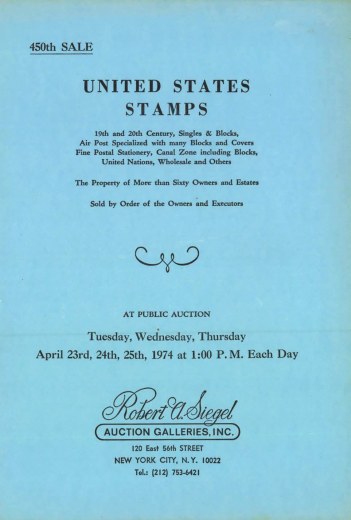 450th SALE
UNITED STATES
STAMPS
19th and 20th Century, Singles & Blocks,
Air Post Specialized with many Blocks and Covers
Fine Postal Stationery, Canal Zone including Blocks,
United Nations, Wholesale and Others
The Property of More than Sixty Owners and Estates
Sold by Order of the Owners and Executors
AT PUBLIC AUCTION
Tuesday, Wednesday, Thursday
April 23rd, 24th, 25th, 1974 at 1:00 P.M. Each Day
Robert A. Siegel
AUCTION GALLERIES, INC.
120 East 56th STREET
NEW YORK CITY, N.Y. 10022
Tel.: (212) 753-6421